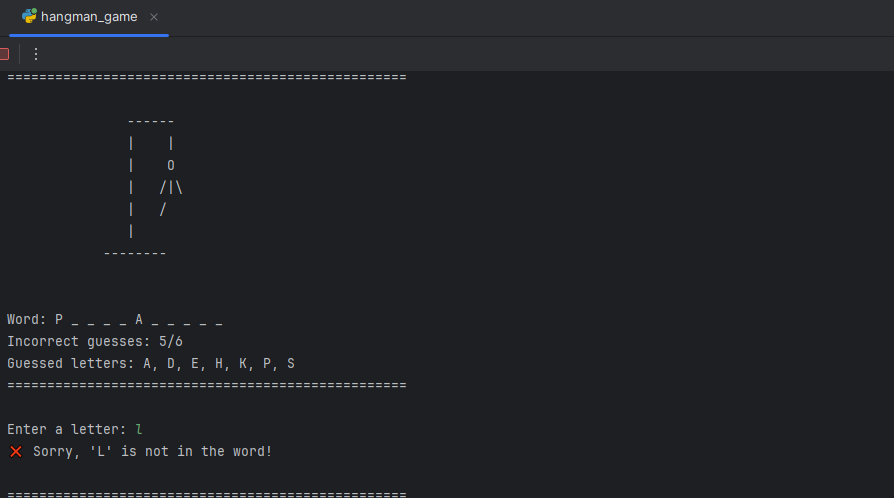 hangman_game
==================================================
------
|    |
|    O
|   /|\
|   /
|
--------
Word: P _ _ _ _ A _ _ _ _ _
Incorrect guesses: 5/6
Guessed letters: A, D, E, H, K, P, S
==================================================
Enter a letter: l
❌ Sorry, 'L' is not in the word!
==================================================